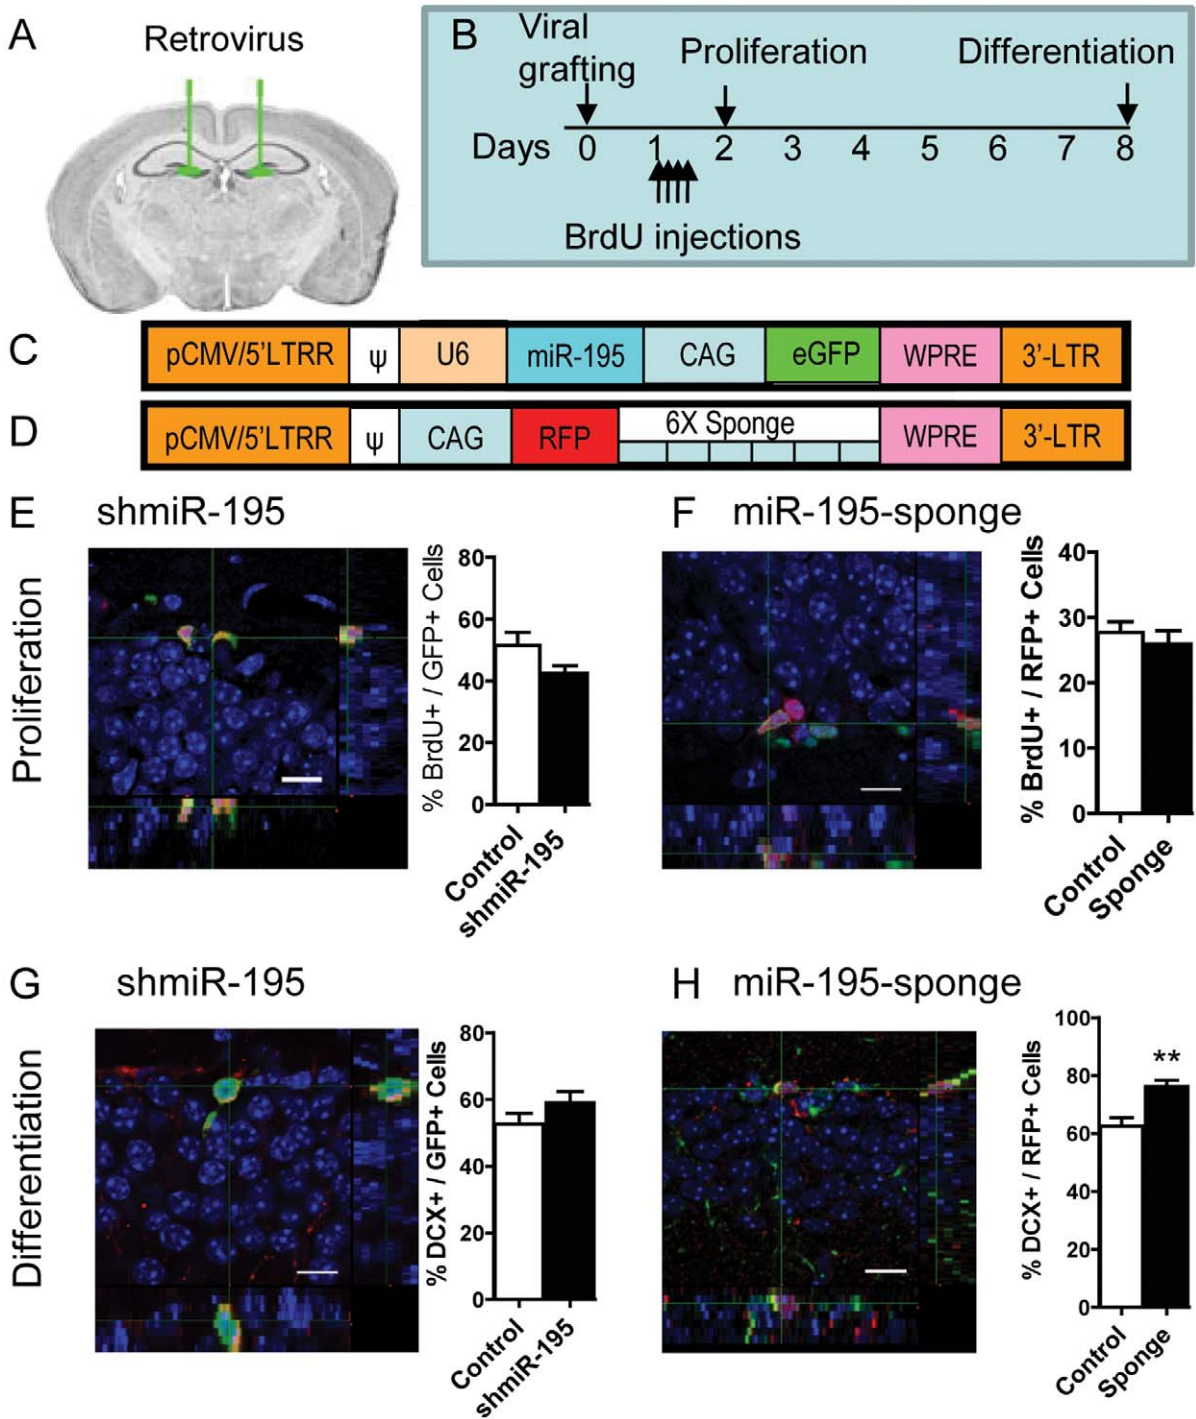 A
Retrovirus
B
Viral
grafting
Proliferation
Differentiation
Days 0 1 2 3 4 5 6 7 8
BrdU injections
C
pCMV/5'LTRR ψ U6 miR-195 CAG eGFP WPRE 3'-LTR
D
pCMV/5'LTRR ψ CAG RFP 6X Sponge WPRE 3'-LTR
E shmiR-195
Proliferation
% BrdU+ / GFP+ Cells
80
60
40
20
0
Control
shmiR-195
F miR-195-sponge
% BrdU+ / RFP+ Cells
40
30
20
10
0
Control
Sponge
G shmiR-195
Differentiation
% DCX+ / GFP+ Cells
80
60
40
20
0
Control
shmiR-195
H miR-195-sponge
% DCX+ / RFP+ Cells
100
80
60
40
20
0
**
Control
Sponge